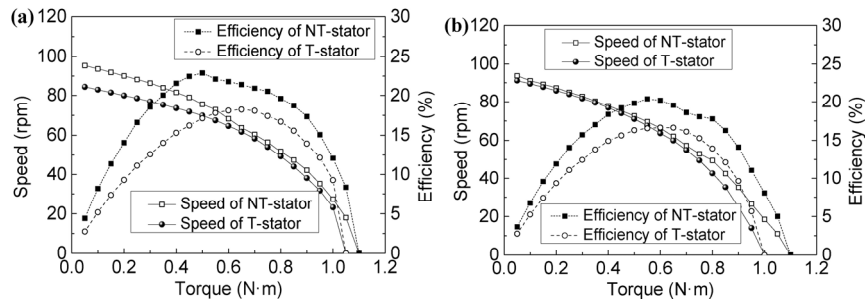 (a)
120
100
80
60
40
20
0
Speed (rpm)
Efficiency of NT-stator
Efficiency of T-stator
Speed of NT-stator
Speed of T-stator
30
25
20
15
10
5
0
Efficiency (%)
0.0 0.2 0.4 0.6 0.8 1.0 1.2
Torque (N·m)
(b)
120
100
80
60
40
20
0
Speed (rpm)
Speed of NT-stator
Speed of T-stator
Efficiency of NT-stator
Efficiency of T-stator
30
25
20
15
10
5
0
Efficiency (%)
0.0 0.2 0.4 0.6 0.8 1.0 1.2
Torque (N·m)